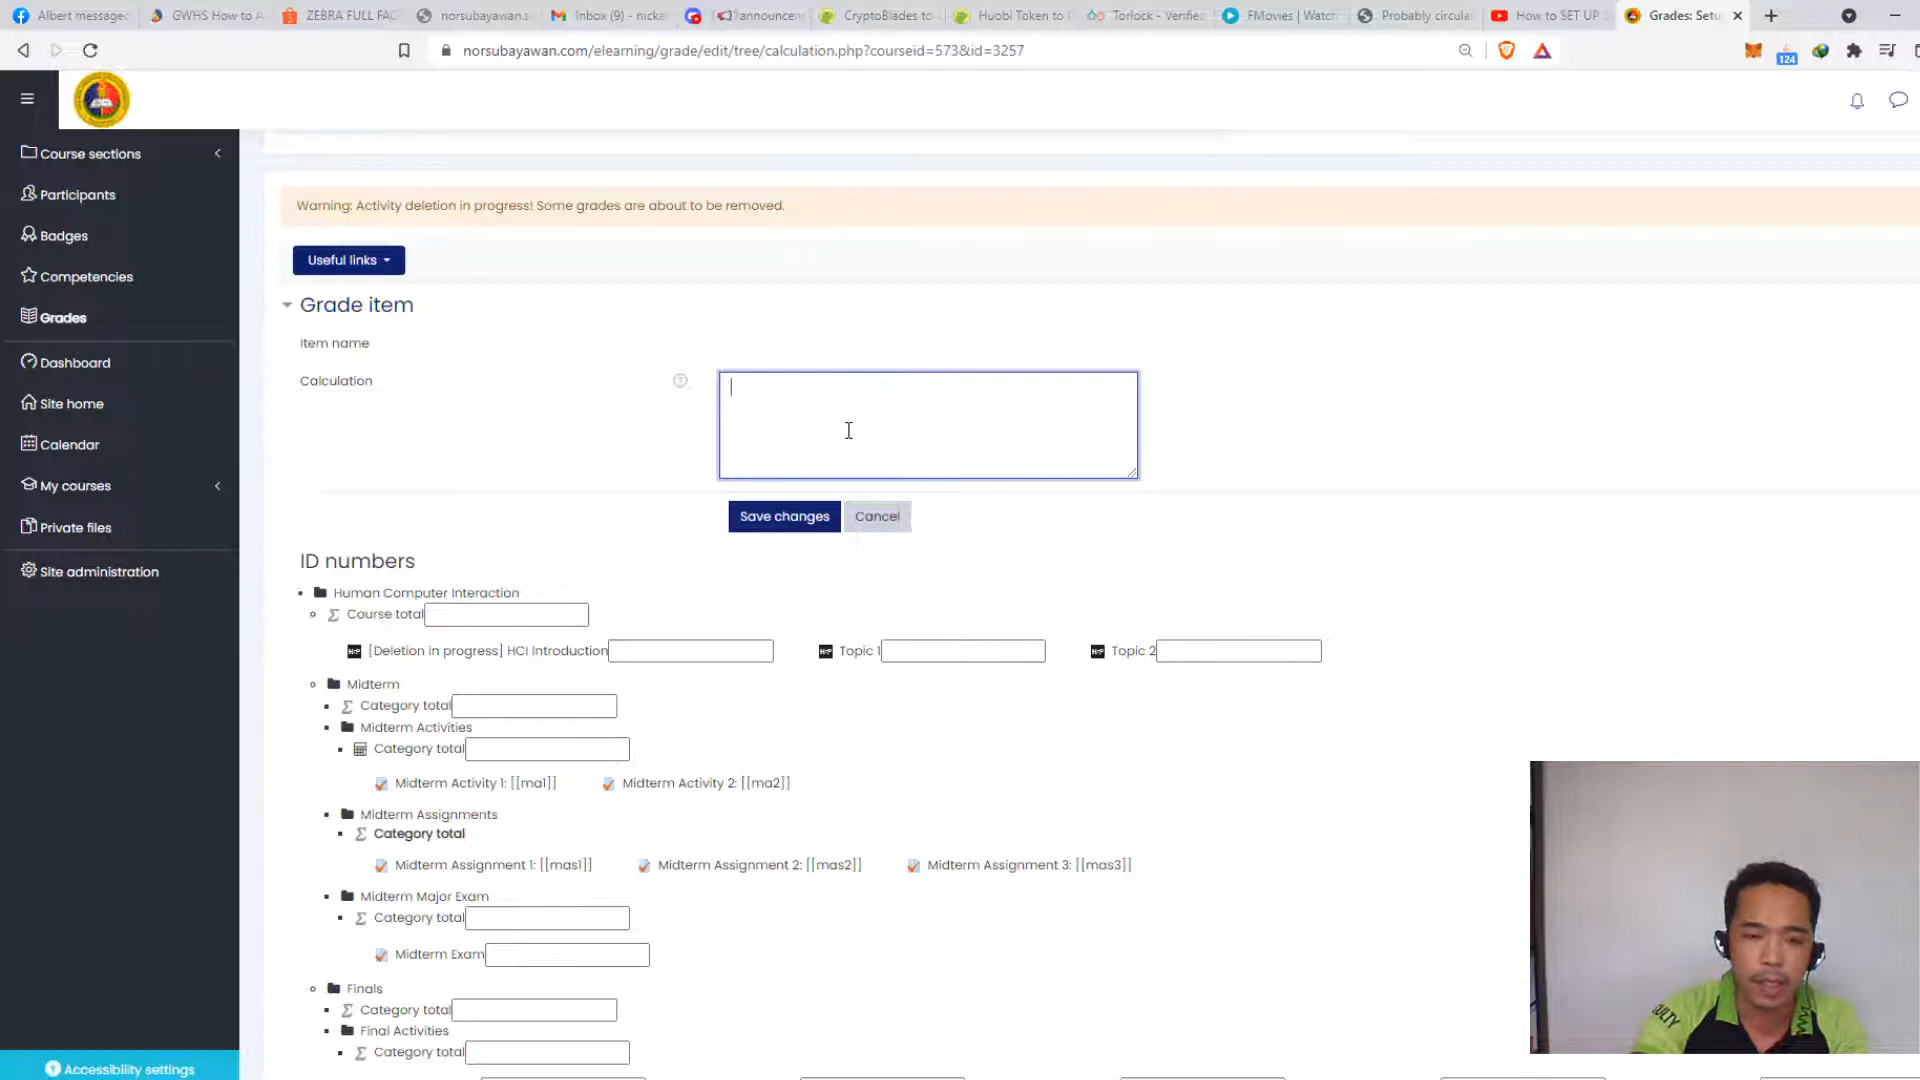 Albert message
GWHS How to A
ZEBRA FULL FAC
norsubayawan.s
Inbox (9) - nicka
announcem
CryptoBlades to
Huobi Token to
Torlock - Verifie
FMovies | Watch
Probably circula
How to SET UP
Grades: Setu
norsubayawan.com/elearning/grade/edit/tree/calculation.php?courseid=573&id=3257
124
Course sections
Participants
Badges
Competencies
Grades
Dashboard
Site home
Calendar
My courses
Private files
Site administration
Accessibility settings
Warning: Activity deletion in progress! Some grades are about to be removed.
Useful links
Grade item
Item name
Calculation
Save changes Cancel
ID numbers
Human Computer Interaction
Course total
[Deletion in progress] HCI Introduction
Topic 1
Topic 2
Midterm
Category total
Midterm Activities
Category total
Midterm Activity 1: [[ma1]]
Midterm Activity 2: [[ma2]]
Midterm Assignments
Category total
Midterm Assignment 1: [[mas1]]
Midterm Assignment 2: [[mas2]]
Midterm Assignment 3: [[mas3]]
Midterm Major Exam
Category total
Midterm Exam
Finals
Category total
Final Activities
Category total